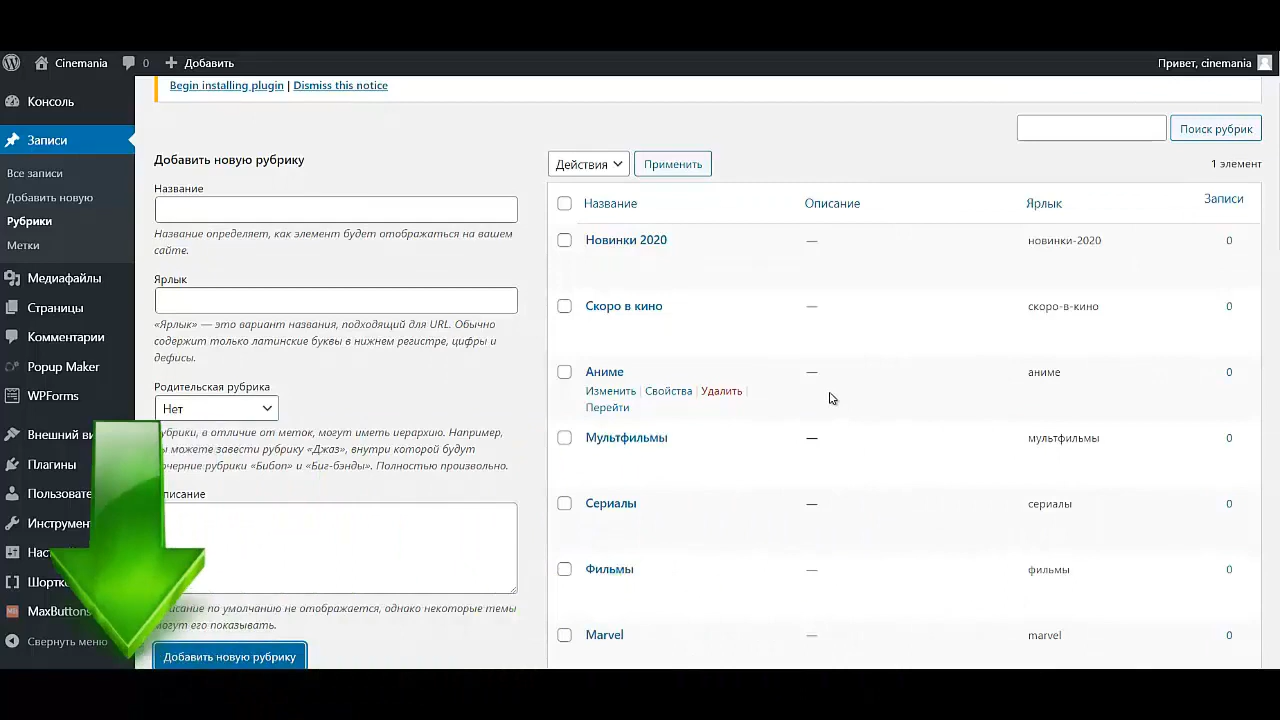 Cinemania 0 Добавить Привет, cinemania
Begin installing plugin | Dismiss this notice
Консоль
Записи
Все записи
Добавить новую
Рубрики
Метки
Медиафайлы
Страницы
Комментарии
Popup Maker
WPForms
Внешний ви
Плагины
Пользовате
Инструмен
Нас
Шортк
MaxButtons
Свернуть меню
Добавить новую рубрику
Название
Название определяет, как элемент будет отображаться на вашем
сайте.
Ярлык
«Ярлык» — это вариант названия, подходящий для URL. Обычно
содержит только латинские буквы в нижнем регистре, цифры и
дефисы.
Родительская рубрика
Нет
убрики, в отличие от меток, могут иметь иерархию. Например,
ы можете завести рубрику «Джаз», внутри которой будут
очерние рубрики «Бибоп» и «Биг-бэнды». Полностью произвольно.
писание
писание по умолчанию не отображается, однако некоторые темы
могут его показывать.
Добавить новую рубрику
Поиск рубрик
Действия Применить 1 элемент
Название Описание Ярлык Записи
Новинки 2020 — новинки-2020 0
Скоро в кино — скоро-в-кино 0
Аниме — аниме 0
Изменить | Свойства | Удалить |
Перейти
Мультфильмы — мультфильмы 0
Сериалы — сериалы 0
Фильмы — фильмы 0
Marvel — marvel 0